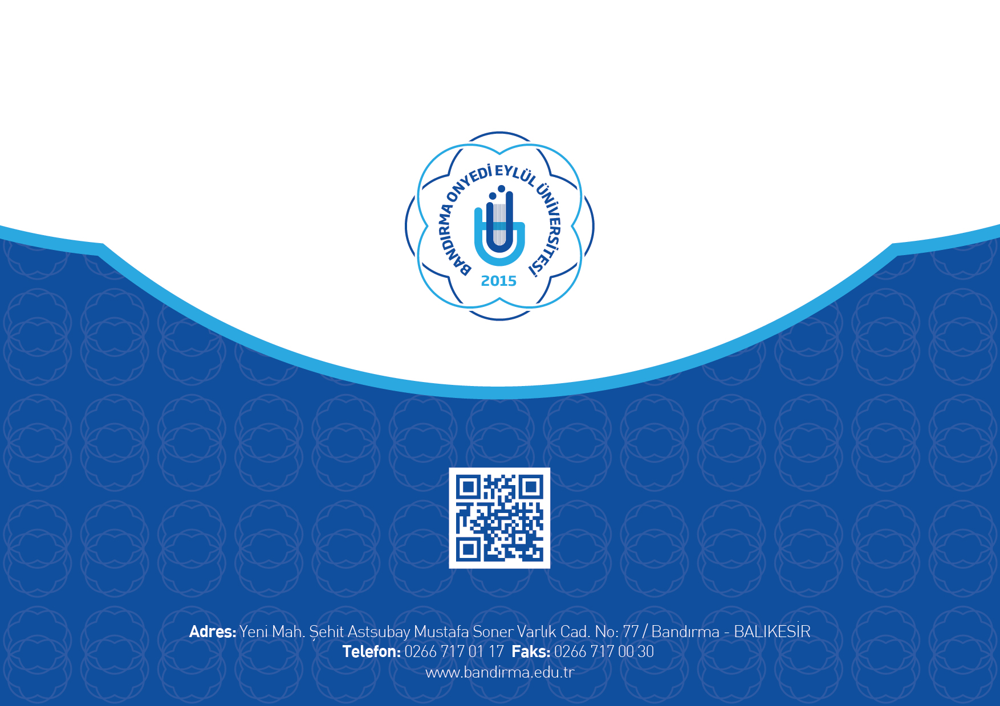 BANDIRMA ONYEDİ EYLÜL ÜNİVERSİTESİ
2015
Adres: Yeni Mah. Şehit Astsubay Mustafa Soner Varlık Cad. No: 77 / Bandırma - BALIKESİR
Telefon: 0266 717 01 17 Faks: 0266 717 00 30
www.bandirma.edu.tr